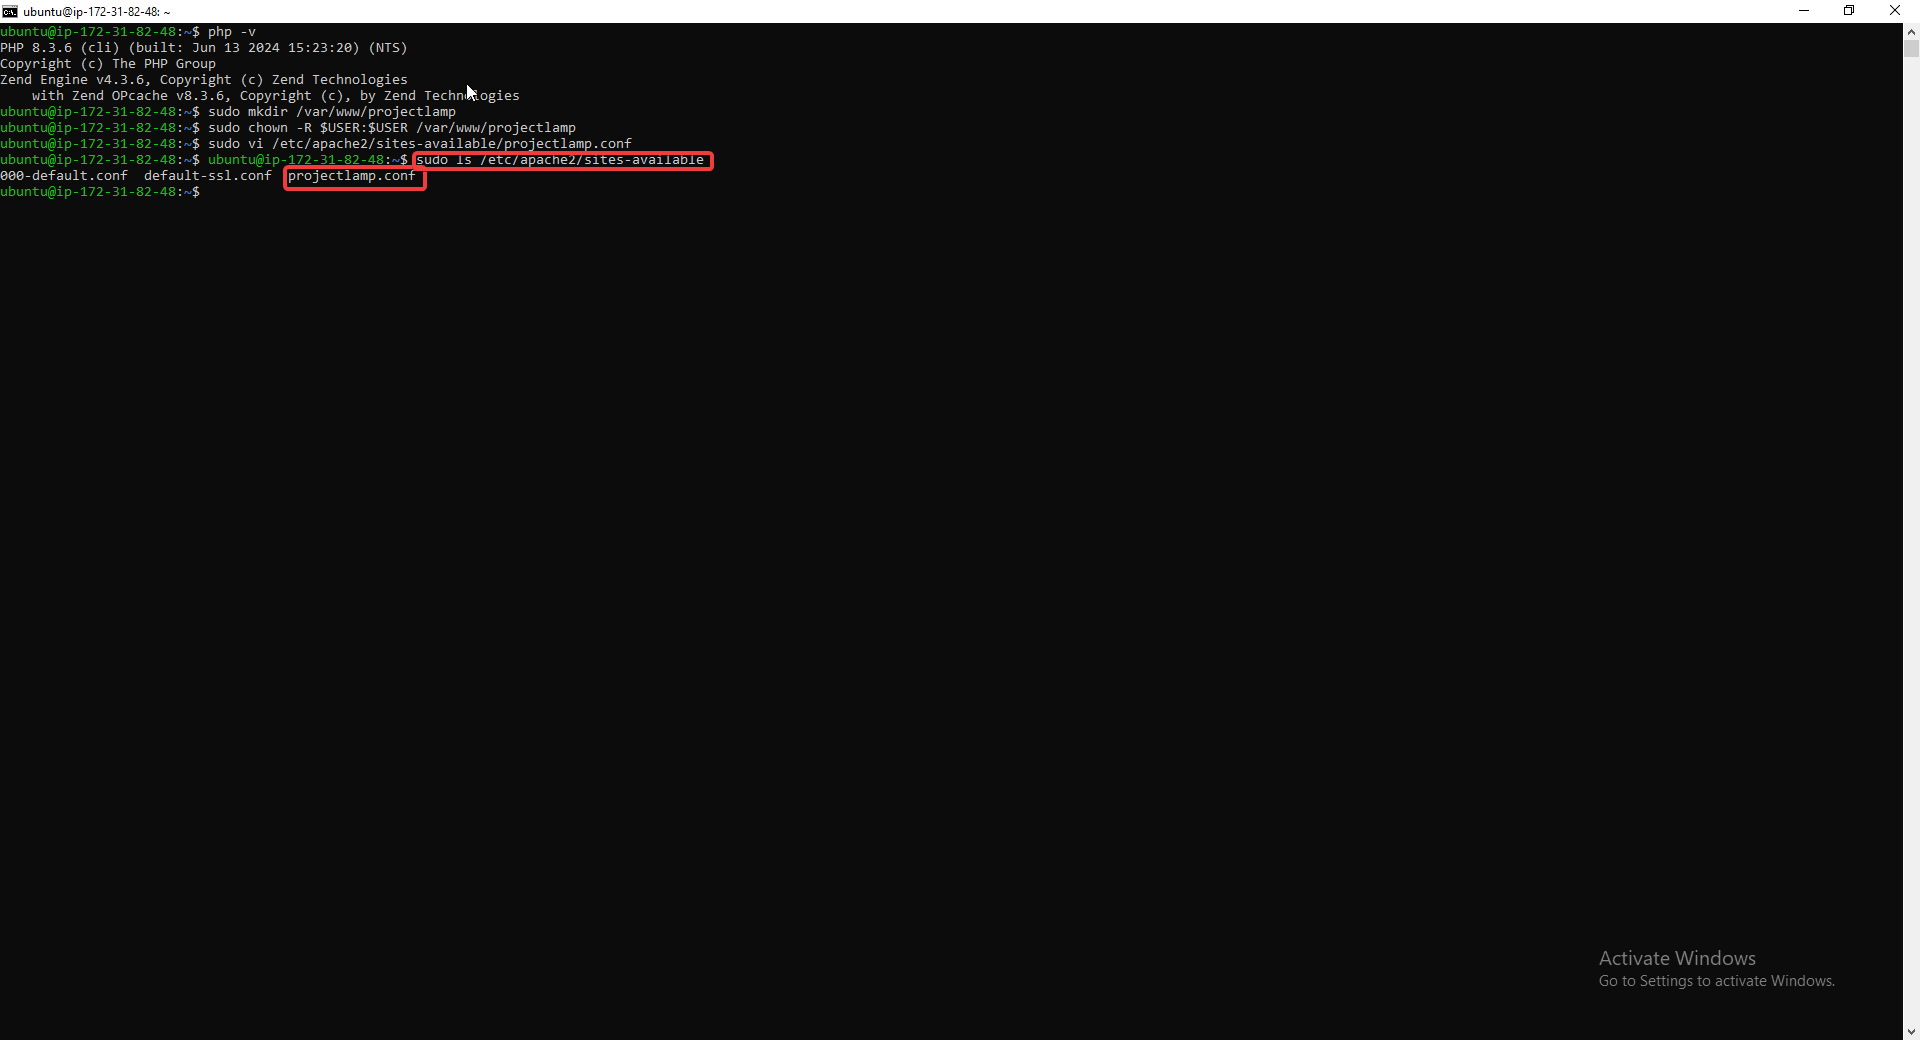 ubuntu@ip-172-31-82-48: ~
ubuntu@ip-172-31-82-48:~$ php -v
PHP 8.3.6 (cli) (built: Jun 13 2024 15:23:20) (NTS)
Copyright (c) The PHP Group
Zend Engine v4.3.6, Copyright (c) Zend Technologies
    with Zend OPcache v8.3.6, Copyright (c), by Zend Technologies
ubuntu@ip-172-31-82-48:~$ sudo mkdir /var/www/projectlamp
ubuntu@ip-172-31-82-48:~$ sudo chown -R $USER:$USER /var/www/projectlamp
ubuntu@ip-172-31-82-48:~$ sudo vi /etc/apache2/sites-available/projectlamp.conf
ubuntu@ip-172-31-82-48:~$ ubuntu@ip-172-31-82-48:~$ sudo ls /etc/apache2/sites-available
000-default.conf  default-ssl.conf  projectlamp.conf
ubuntu@ip-172-31-82-48:~$
Activate Windows
Go to Settings to activate Windows.